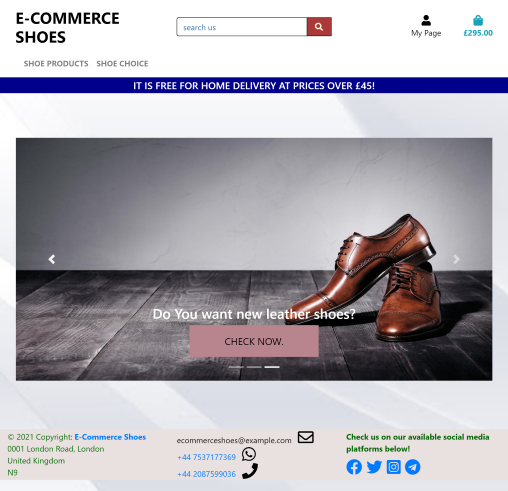 E-COMMERCE
SHOES
search us
My Page
£295.00
SHOE PRODUCTS SHOE CHOICE
IT IS FREE FOR HOME DELIVERY AT PRICES OVER £45!
Do You want new leather shoes?
CHECK NOW.
© 2021 Copyright: E-Commerce Shoes
0001 London Road, London
United Kingdom
N9
ecommerceshoes@example.com
+44 7537177369
+44 2087599036
Check us on our available social media
platforms below!